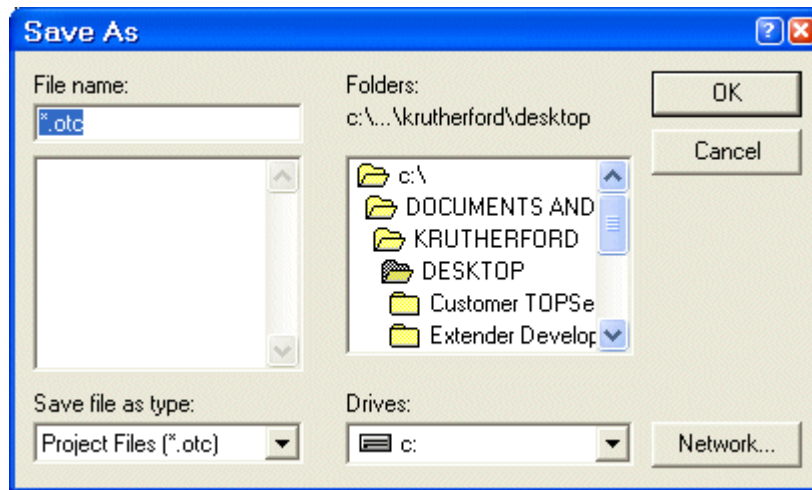 Save As
File name:
*.otc
Folders:
c:\...\krutherford\desktop
OK
Cancel
c:\
DOCUMENTS AND
KRUTHERFORD
DESKTOP
Customer TOPSe
Extender Develop
Save file as type:
Project Files (*.otc)
Drives:
c:
Network...